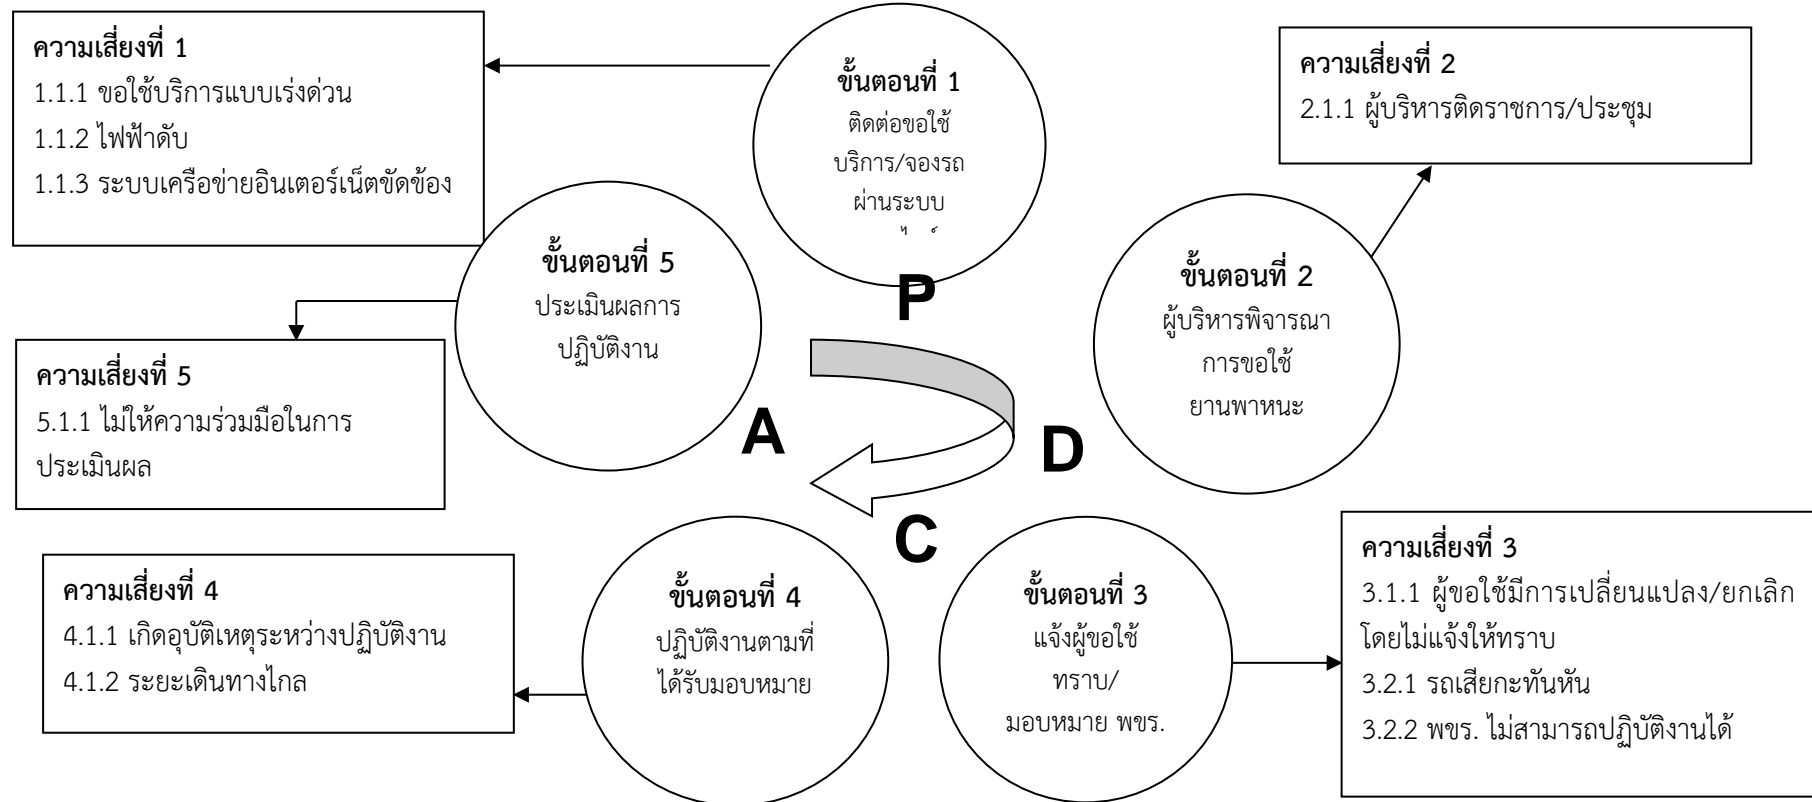 ความเสี่ยงที่ 1
1.1.1 ขอใช้บริการแบบเร่งด่วน
1.1.2 ไฟฟ้าดับ
1.1.3 ระบบเครือข่ายอินเตอร์เน็ตขัดข้อง
ขั้นตอนที่ 1
ติดต่อขอใช้
บริการ/จองรถ
ผ่านระบบ
ความเสี่ยงที่ 2
2.1.1 ผู้บริหารติดราชการ/ประชุม
ขั้นตอนที่ 5
ประเมินผลการ
ปฏิบัติงาน
ขั้นตอนที่ 2
ผู้บริหารพิจารณา
การขอใช้
ยานพาหนะ
P
A
D
C
ความเสี่ยงที่ 5
5.1.1 ไม่ให้ความร่วมมือในการ
ประเมินผล
ความเสี่ยงที่ 4
4.1.1 เกิดอุบัติเหตุระหว่างปฏิบัติงาน
4.1.2 ระยะเดินทางไกล
ขั้นตอนที่ 4
ปฏิบัติงานตามที่
ได้รับมอบหมาย
ขั้นตอนที่ 3
แจ้งผู้ขอใช้
ทราบ/
มอบหมาย พขร.
ความเสี่ยงที่ 3
3.1.1 ผู้ขอใช้มีการเปลี่ยนแปลง/ยกเลิก
โดยไม่แจ้งให้ทราบ
3.2.1 รถเสียกะทันหัน
3.2.2 พขร. ไม่สามารถปฏิบัติงานได้